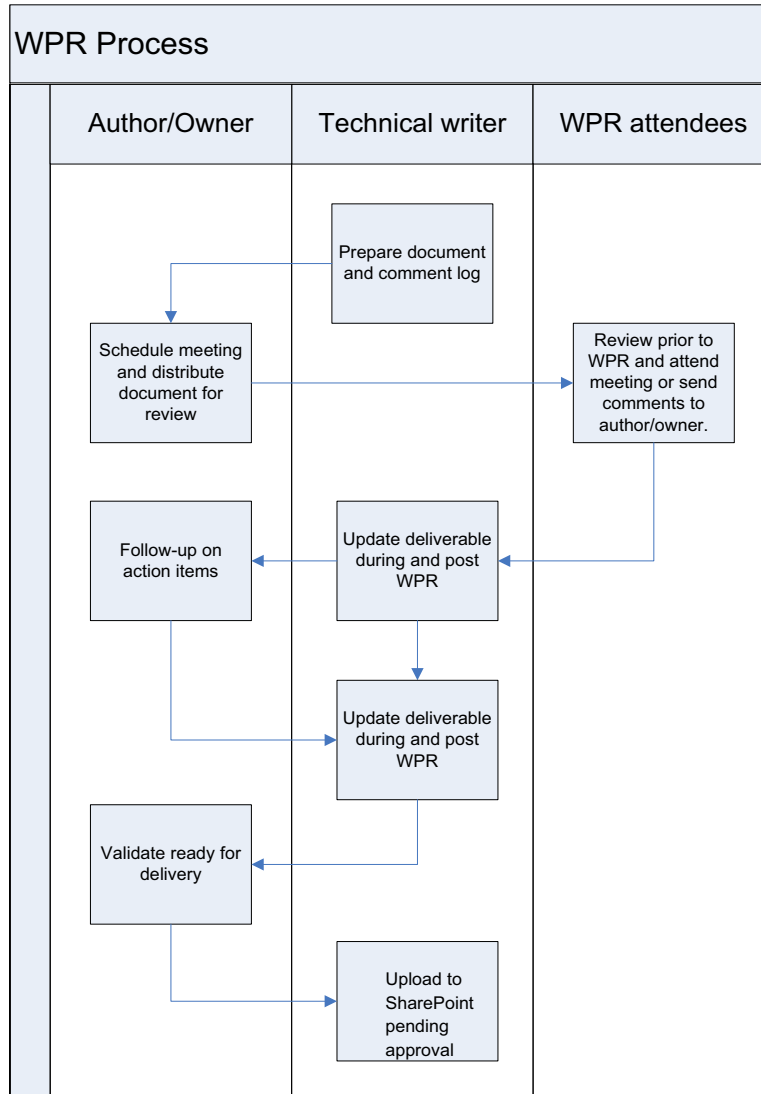 WPR Process
Author/Owner
Technical writer
WPR attendees
Prepare document
and comment log
Schedule meeting
and distribute
document for
review
Review prior to
WPR and attend
meeting or send
comments to
author/owner.
Follow-up on
action items
Update deliverable
during and post
WPR
Update deliverable
during and post
WPR
Validate ready for
delivery
Upload to
SharePoint
pending
approval